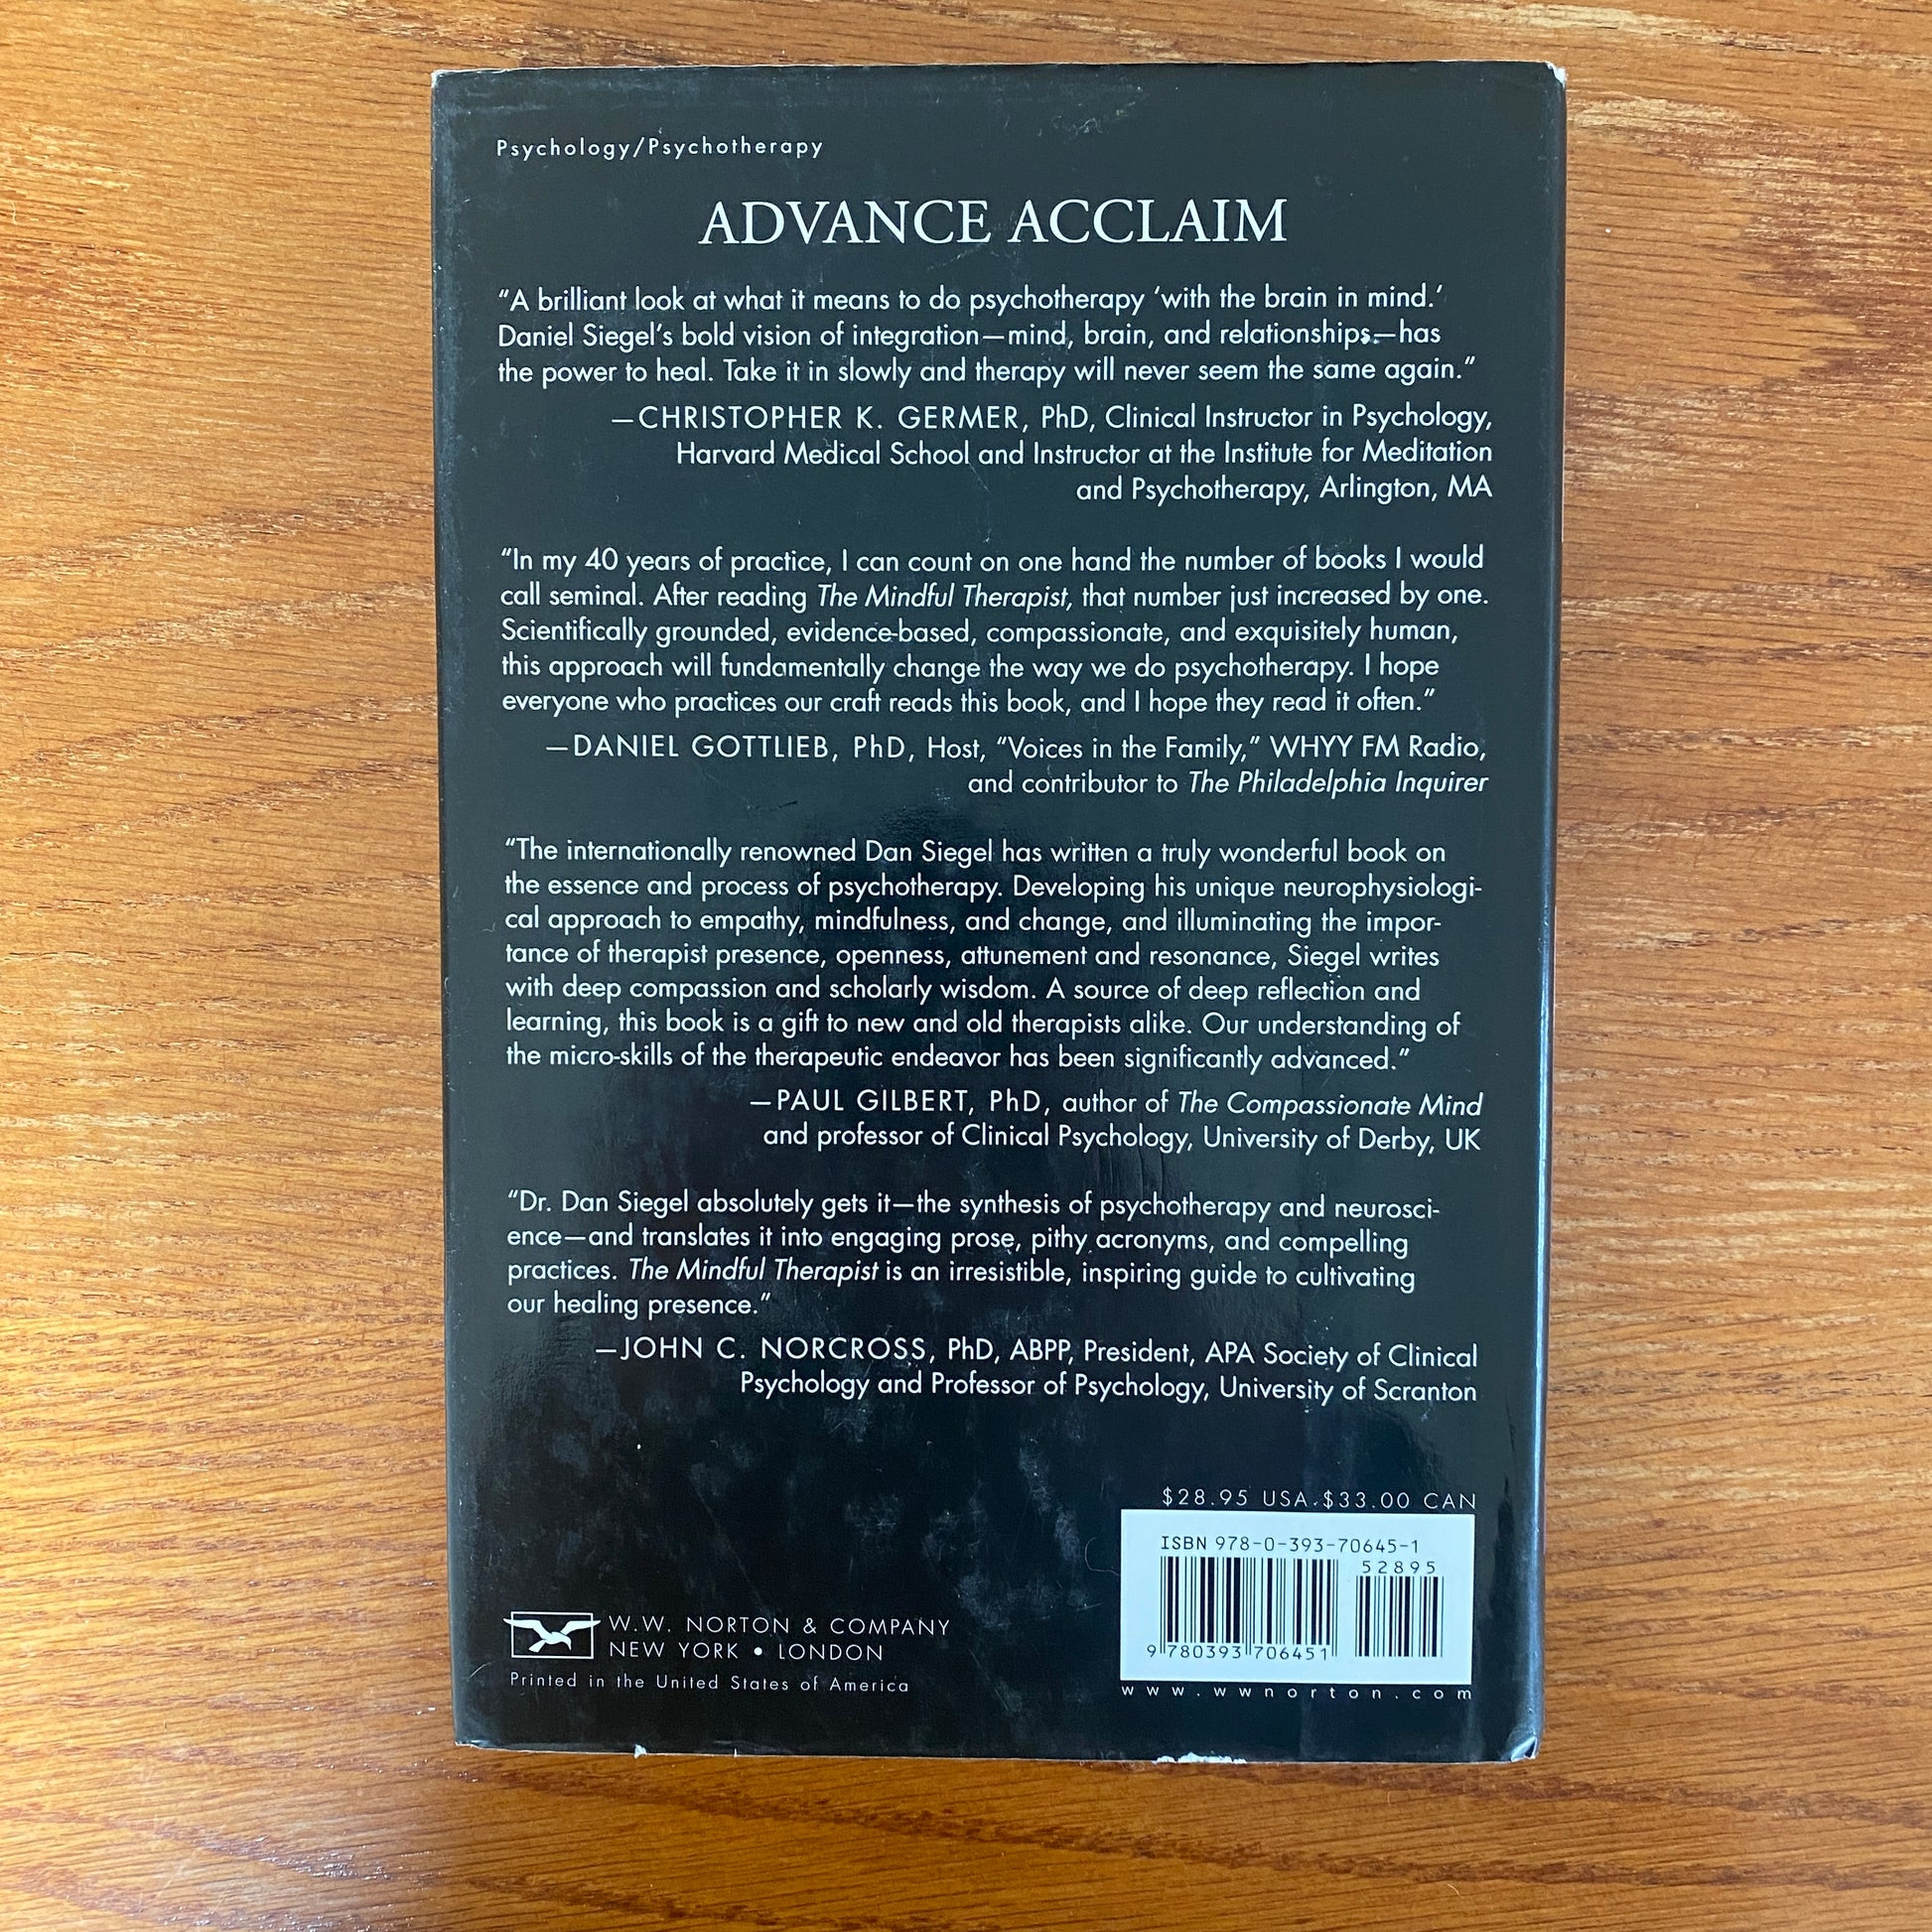 Psychology/Psychotherapy
ADVANCE ACCLAIM
“A brilliant look at what it means to do psychotherapy ‘with the brain in mind.’
Daniel Siegel’s bold vision of integration—mind, brain, and relationships—has
the power to heal. Take it in slowly and therapy will never seem the same again.”
—CHRISTOPHER K. GERMER, PhD, Clinical Instructor in Psychology,
Harvard Medical School and Instructor at the Institute for Meditation
and Psychotherapy, Arlington, MA
“In my 40 years of practice, I can count on one hand the number of books I would
call seminal. After reading The Mindful Therapist, that number just increased by one.
Scientifically grounded, evidence-based, compassionate, and exquisitely human,
this approach will fundamentally change the way we do psychotherapy. I hope
everyone who practices our craft reads this book, and I hope they read it often.”
—DANIEL GOTTLIEB, PhD, Host, “Voices in the Family,” WHYY FM Radio,
and contributor to The Philadelphia Inquirer
“The internationally renowned Dan Siegel has written a truly wonderful book on
the essence and process of psychotherapy. Developing his unique neurophysiologi-
cal approach to empathy, mindfulness, and change, and illuminating the impor-
tance of therapist presence, openness, attunement and resonance, Siegel writes
with deep compassion and scholarly wisdom. A source of deep reflection and
learning, this book is a gift to new and old therapists alike. Our understanding of
the micro-skills of the therapeutic endeavor has been significantly advanced.”
—PAUL GILBERT, PhD, author of The Compassionate Mind
and professor of Clinical Psychology, University of Derby, UK
“Dr. Dan Siegel absolutely gets it—the synthesis of psychotherapy and neurosci-
ence—and translates it into engaging prose, pithy acronyms, and compelling
practices. The Mindful Therapist is an irresistible, inspiring guide to cultivating
our healing presence.”
—JOHN C. NORCROSS, PhD, ABPP, President, APA Society of Clinical
Psychology and Professor of Psychology, University of Scranton
$28.95 USA $33.00 CAN
ISBN 978-0-393-70645-1
52895
9 780393 706451
www.wwnorton.com
W.W. NORTON & COMPANY
NEW YORK • LONDON
Printed in the United States of America